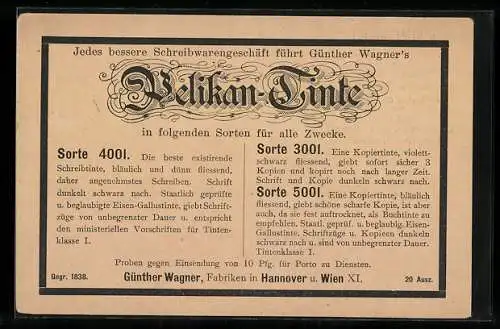 Jedes bessere Schreibwarengeschäft führt Günther Wagner's
Pelikan-Tinte
in folgenden Sorten für alle Zwecke.
Sorte 4001. Die beste existirende
Schreibtinte, bläulich und dünn fliessend,
daher angenehmstes Schreiben. Schrift
dunkelt schwarz nach. Staatlich geprüfte
u. beglaubigte Eisen-Gallustinte, giebt Schrift-
züge von unbegrenzter Dauer u. entspricht
den ministeriellen Vorschriften für Tinten-
klasse I.
Sorte 3001. Eine Kopiertinte, violett-
schwarz fliessend, giebt sofort sicher 3
Kopien und kopirt noch nach langer Zeit.
Schrift und Kopie dunkeln schwarz nach.
Sorte 5001. Eine Kopiertinte, bläulich
fliessend, giebt schöne scharfe Kopie, ist aber
auch, da sie fest auftrocknet, als Buchtinte zu
empfehlen. Staatl. geprüf. u. beglaubig. Eisen-
Gallustinte. Schriftzüge u. Kopieen dunkeln
schwarz nach u. sind von unbegrenzter Dauer.
Tintenklasse I.
Proben gegen Einsendung von 10 Pfg. für Porto zu Diensten.
Gegr. 1838. Günther Wagner, Fabriken in Hannover u. Wien XI. 20 Ausz.